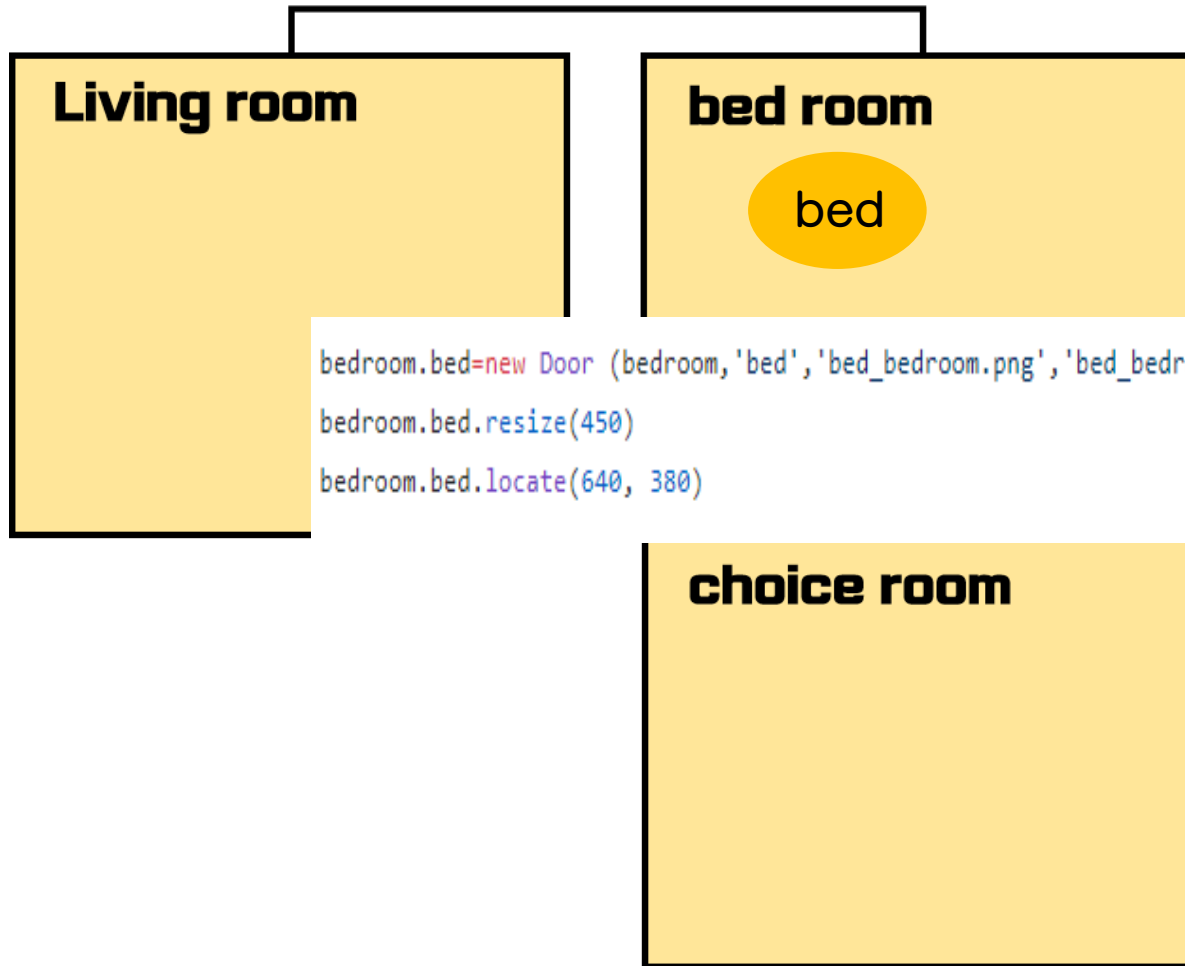 Living room
bed room
bed
bedroom.bed=new Door (bedroom,'bed','bed_bedroom.png','bed_bedr
bedroom.bed.resize(450)
bedroom.bed.locate(640, 380)
choice room